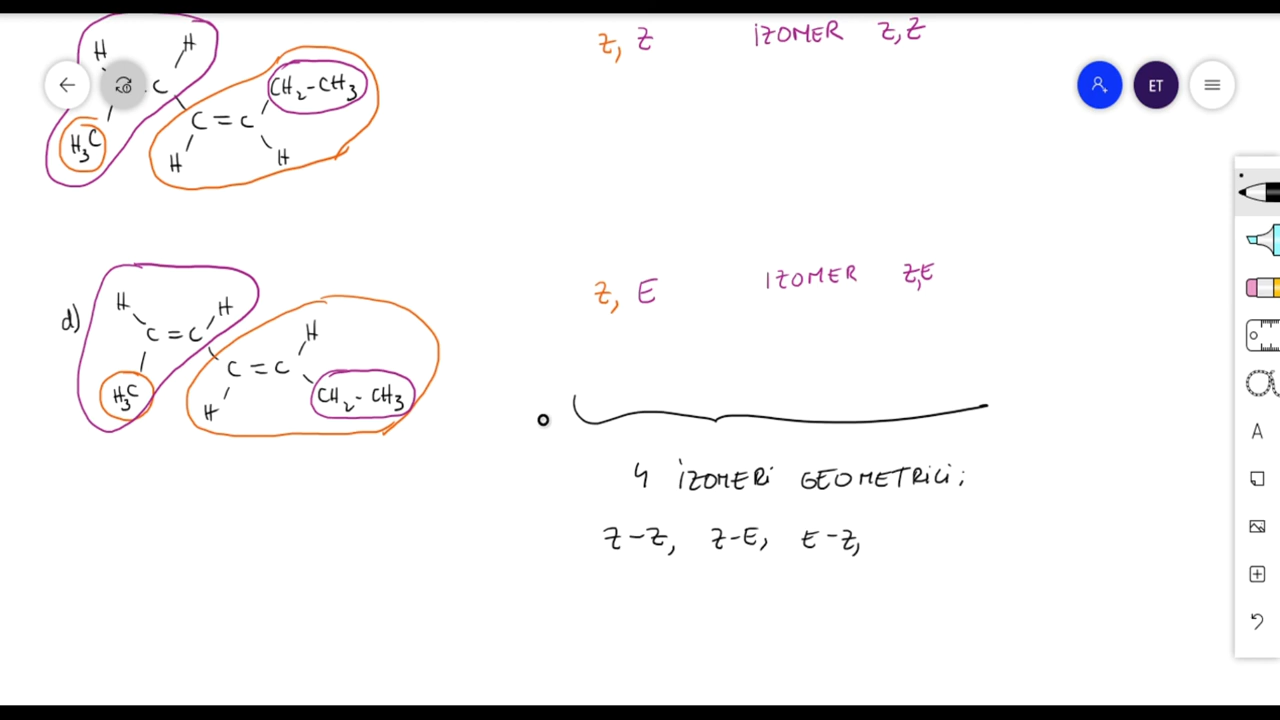 Z, Z IZOMER Z,Z
H H
C
H₃C
CH₂-CH₃
C=C
H H
ET
d) Z, E IZOMER Z,E
H H
C=C
H
C=C
H₃C
H
CH₂-CH₃
4 IZOMERI GEOMETRICI:
Z-Z, Z-E, E-Z,
A